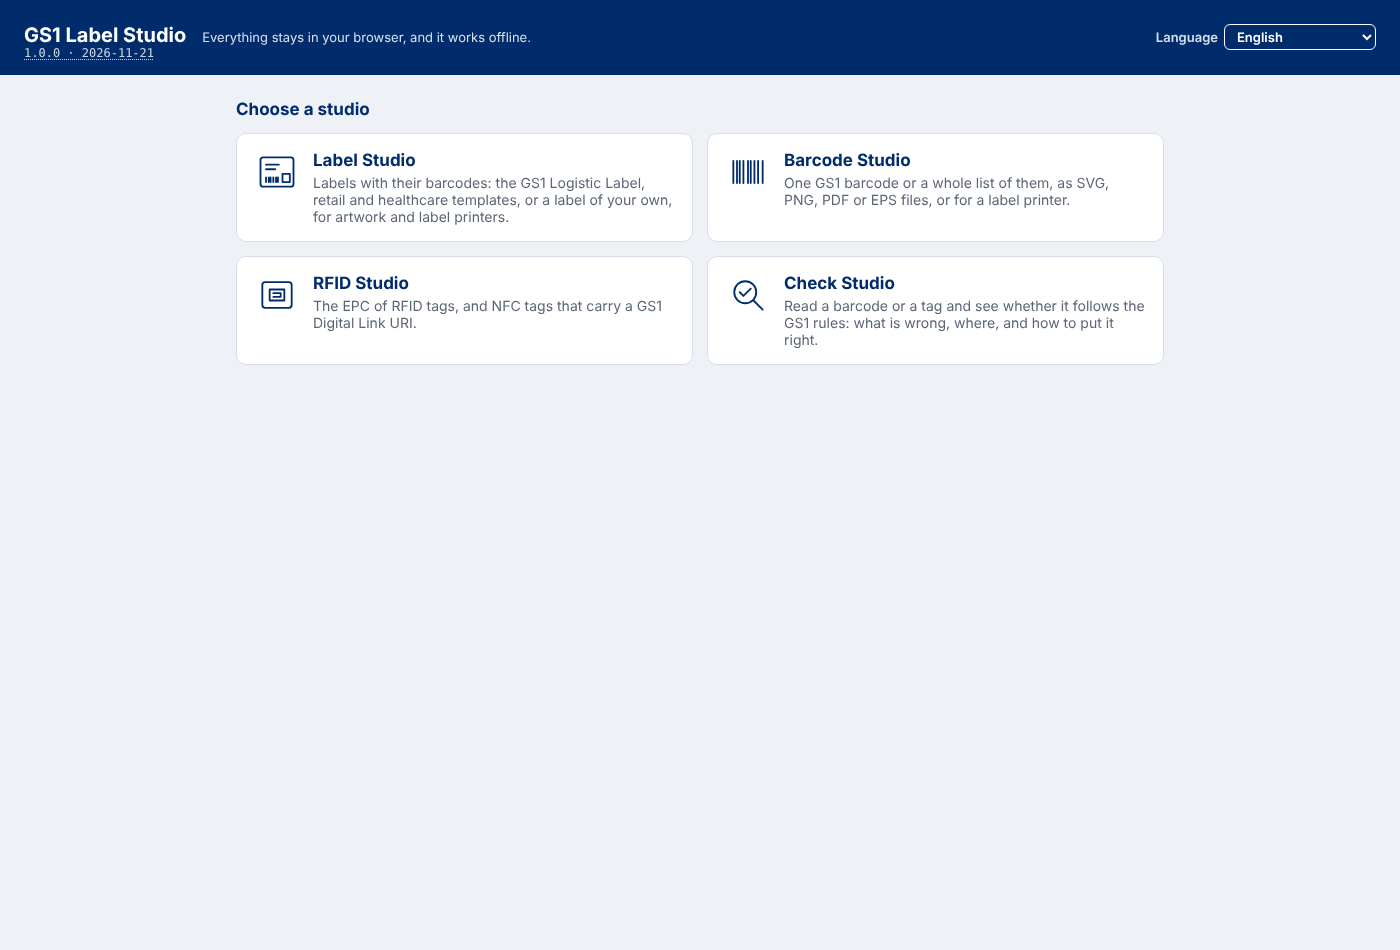 GS1 Label Studio
Everything stays in your browser, and it works offline.
1.0.0 · 2026-11-21
Language
English
Choose a studio
Label Studio
Labels with their barcodes: the GS1 Logistic Label,
retail and healthcare templates, or a label of your own,
for artwork and label printers.
Barcode Studio
One GS1 barcode or a whole list of them, as SVG,
PNG, PDF or EPS files, or for a label printer.
RFID Studio
The EPC of RFID tags, and NFC tags that carry a GS1
Digital Link URI.
Check Studio
Read a barcode or a tag and see whether it follows the
GS1 rules: what is wrong, where, and how to put it
right.